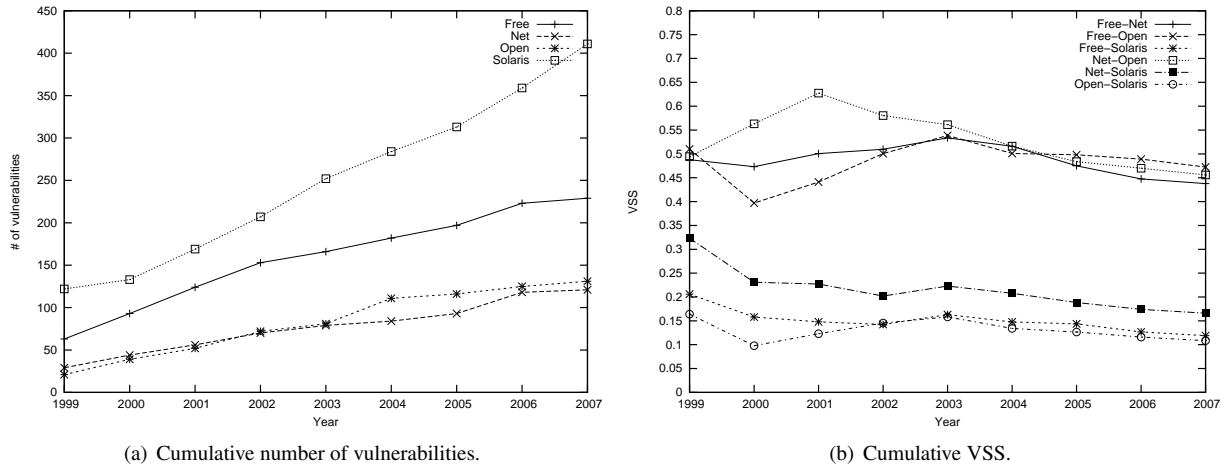 450
400
350
300
250
200
150
100
50
0
1999 2000 2001 2002 2003 2004 2005 2006 2007
# of vulnerabilities
Year
Free
Net
Open
Solaris
(a) Cumulative number of vulnerabilities.
0.8
0.75
0.7
0.65
0.6
0.55
0.5
0.45
0.4
0.35
0.3
0.25
0.2
0.15
0.1
0.05
0
1999 2000 2001 2002 2003 2004 2005 2006 2007
VSS
Year
Free–Net
Free–Open
Free–Solaris
Net–Open
Net–Solaris
Open–Solaris
(b) Cumulative VSS.